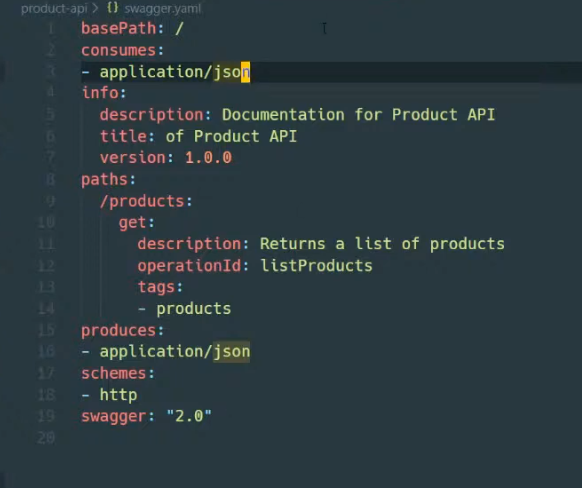 product-api > {} swagger.yaml
1 basePath: /
2 consumes:
3 - application/json
4 info:
5   description: Documentation for Product API
6   title: of Product API
7   version: 1.0.0
8 paths:
9   /products:
10     get:
11       description: Returns a list of products
12       operationId: listProducts
13       tags:
14       - products
15 produces:
16 - application/json
17 schemes:
18 - http
19 swagger: "2.0"
20